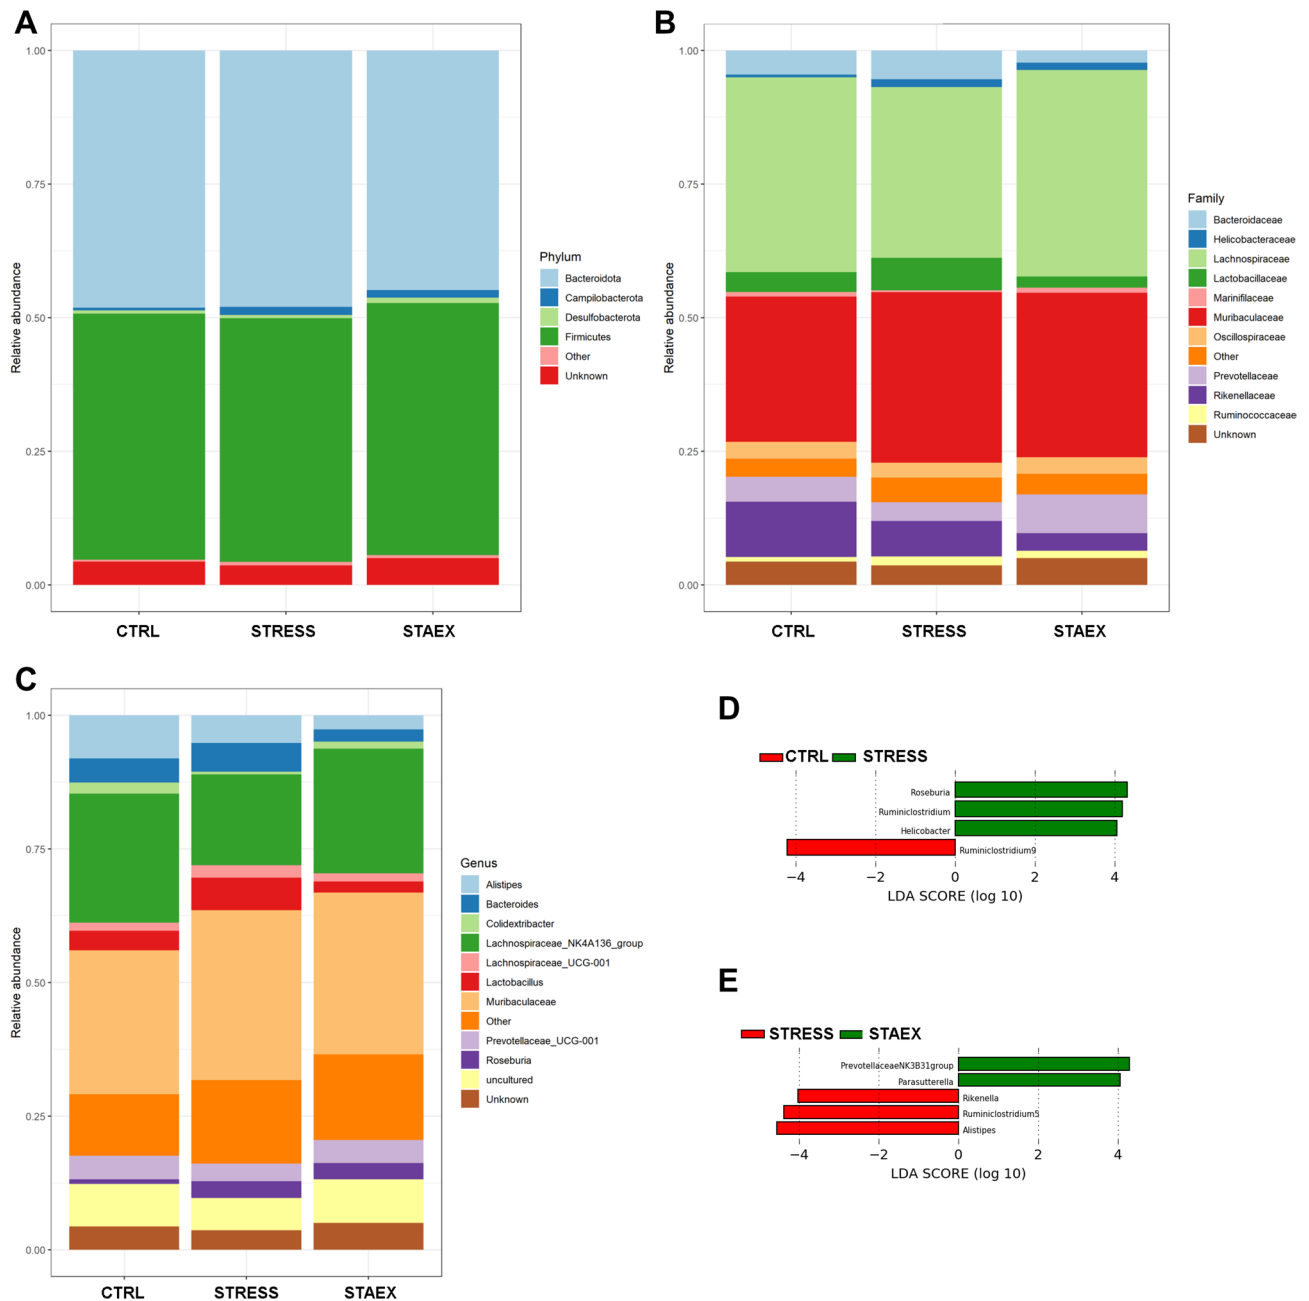 A
Relative abundance
1.00
0.75
0.50
0.25
0.00
CTRL
STRESS
STAEX
Phylum
Bacteroidota
Campilobacterota
Desulfobacterota
Firmicutes
Other
Unknown
B
Relative abundance
1.00
0.75
0.50
0.25
0.00
CTRL
STRESS
STAEX
Family
Bacteroidaceae
Helicobacteraceae
Lachnospiraceae
Lactobacillaceae
Marinifilaceae
Muribaculaceae
Oscillospiraceae
Other
Prevotellaceae
Rikenellaceae
Ruminococcaceae
Unknown
C
Relative abundance
1.00
0.75
0.50
0.25
0.00
CTRL
STRESS
STAEX
Genus
Alistipes
Bacteroides
Colidextribacter
Lachnospiraceae_NK4A136_group
Lachnospiraceae_UCG-001
Lactobacillus
Muribaculaceae
Other
Prevotellaceae_UCG-001
Roseburia
uncultured
Unknown
D
CTRL STRESS
Roseburia
Ruminiclostridium
Helicobacter
Ruminiclostridium9
−4 −2 0 2 4
LDA SCORE (log 10)
E
STRESS STAEX
PrevotellaceaeNK3B31group
Parasutterella
Rikenella
Ruminiclostridium5
Alistipes
−4 −2 0 2 4
LDA SCORE (log 10)